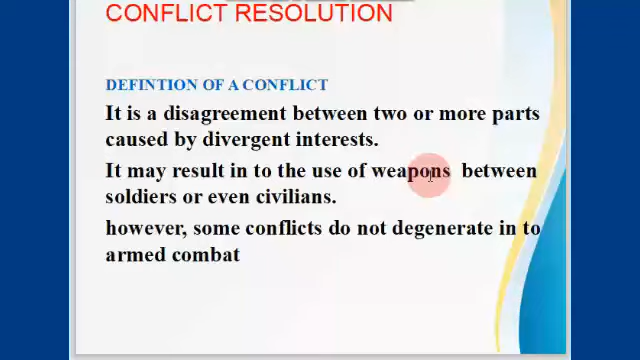 CONFLICT RESOLUTION
DEFINTION OF A CONFLICT
It is a disagreement between two or more parts
caused by divergent interests.
It may result in to the use of weapons between
soldiers or even civilians.
however, some conflicts do not degenerate in to
armed combat